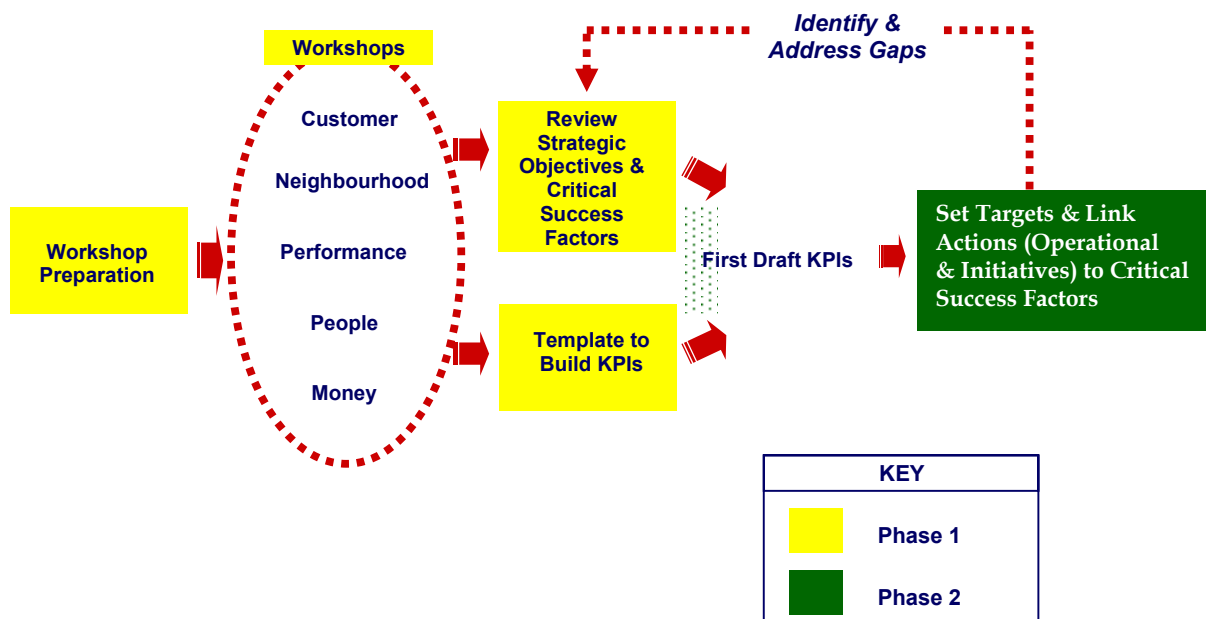 Identify &
Address Gaps
Workshops
Customer
Neighbourhood
Performance
People
Money
Workshop
Preparation
Review
Strategic
Objectives &
Critical
Success
Factors
Template to
Build KPIs
First Draft KPIs
Set Targets & Link
Actions (Operational
& Initiatives) to Critical
Success Factors
KEY
Phase 1
Phase 2